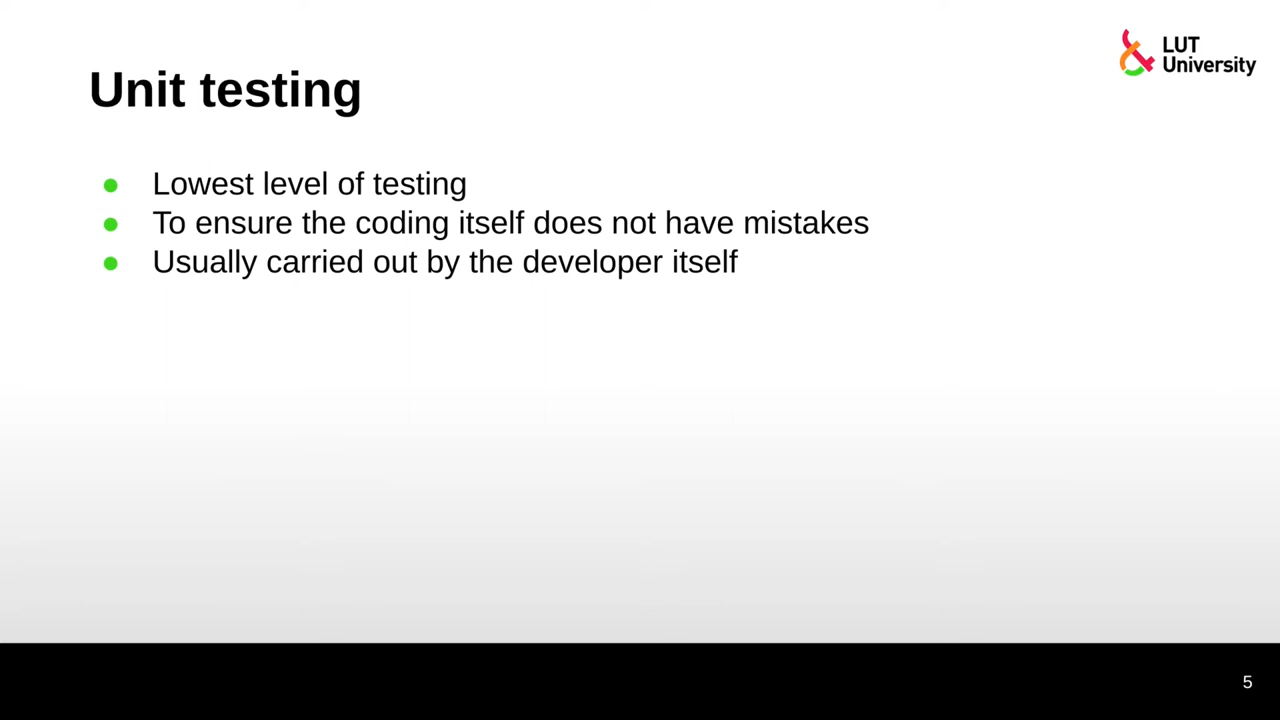 LUT
University
Unit testing
Lowest level of testing
To ensure the coding itself does not have mistakes
Usually carried out by the developer itself
5